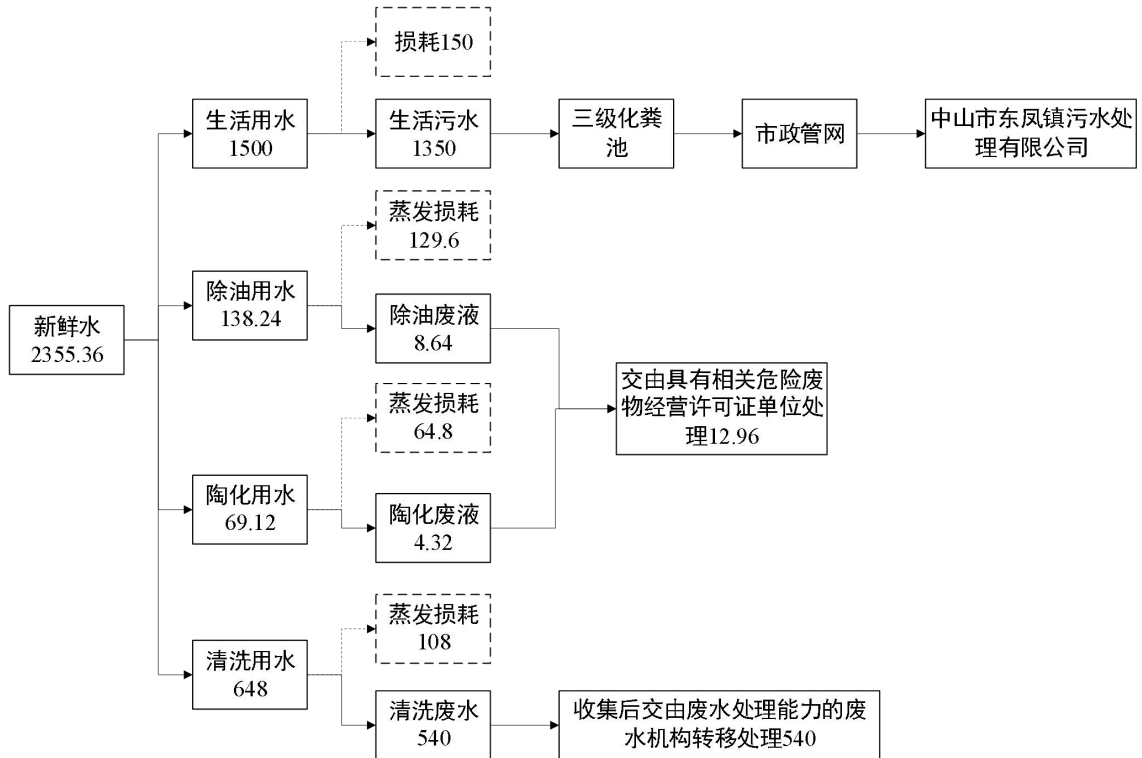 损耗150
生活用水
1500
生活污水
1350
三级化粪
池
市政管网
中山市东凤镇污水处
理有限公司
蒸发损耗
129.6
除油用水
138.24
除油废液
8.64
新鲜水
2355.36
交由具有相关危险废
物经营许可证单位处
理12.96
蒸发损耗
64.8
陶化用水
69.12
陶化废液
4.32
蒸发损耗
108
清洗用水
648
清洗废水
540
收集后交由废水处理能力的废
水机构转移处理540